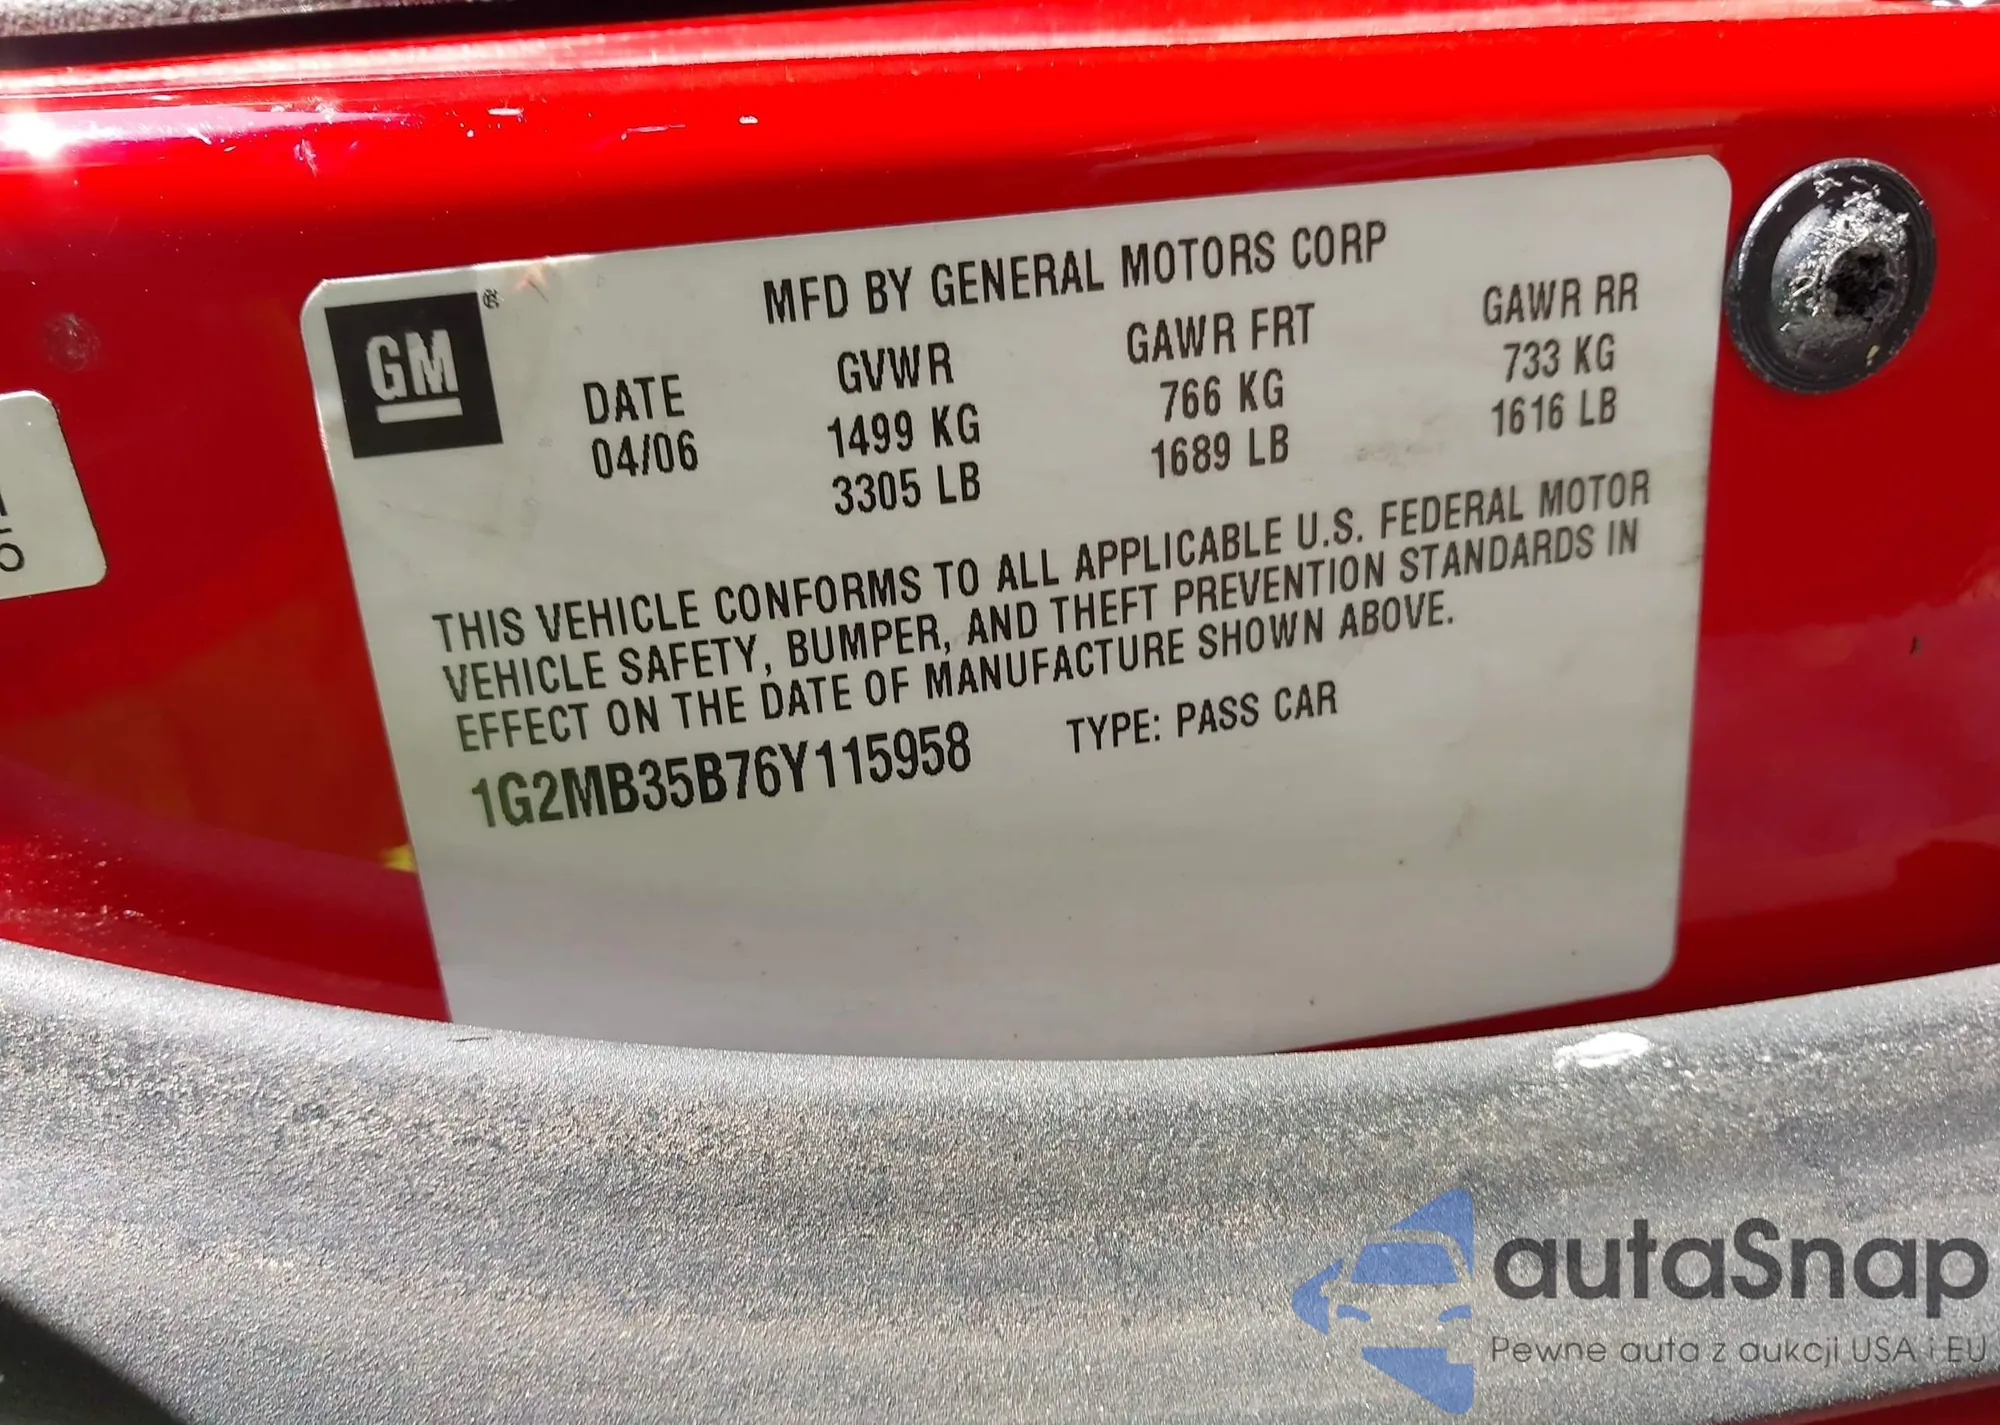 MFD BY GENERAL MOTORS CORP
GM ®
DATE GVWR GAWR FRT GAWR RR
04/06 1499 KG 766 KG 733 KG
3305 LB 1689 LB 1616 LB
THIS VEHICLE CONFORMS TO ALL APPLICABLE U.S. FEDERAL MOTOR
VEHICLE SAFETY, BUMPER, AND THEFT PREVENTION STANDARDS IN
EFFECT ON THE DATE OF MANUFACTURE SHOWN ABOVE.
1G2MB35B76Y115958 TYPE: PASS CAR
autaSnap
Pewne auta z aukcji USA i EU